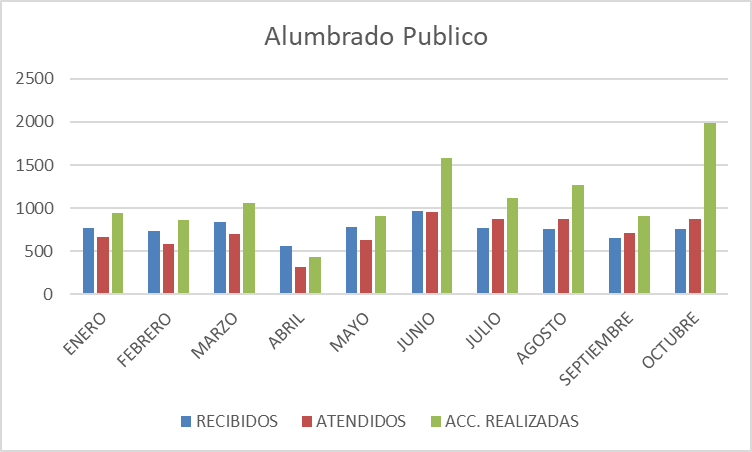 Alumbrado Publico
2500
2000
1500
1000
500
0
ENERO
FEBRERO
MARZO
ABRIL
MAYO
JUNIO
JULIO
AGOSTO
SEPTIEMBRE
OCTUBRE
RECIBIDOS ATENDIDOS ACC. REALIZADAS